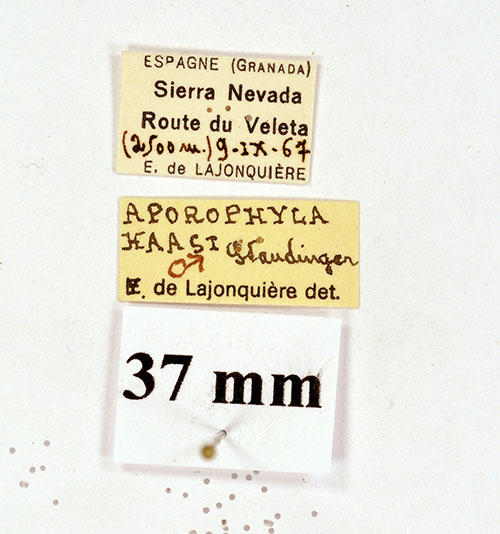 ESPAGNE (GRANADA)
Sierra Nevada
Route du Veleta
(2500 m.) 9-IX-67
E. de LAJONQUIÈRE
APOROPHYLA
HAASI Staudinger
♂
E. de Lajonquière det.
37 mm